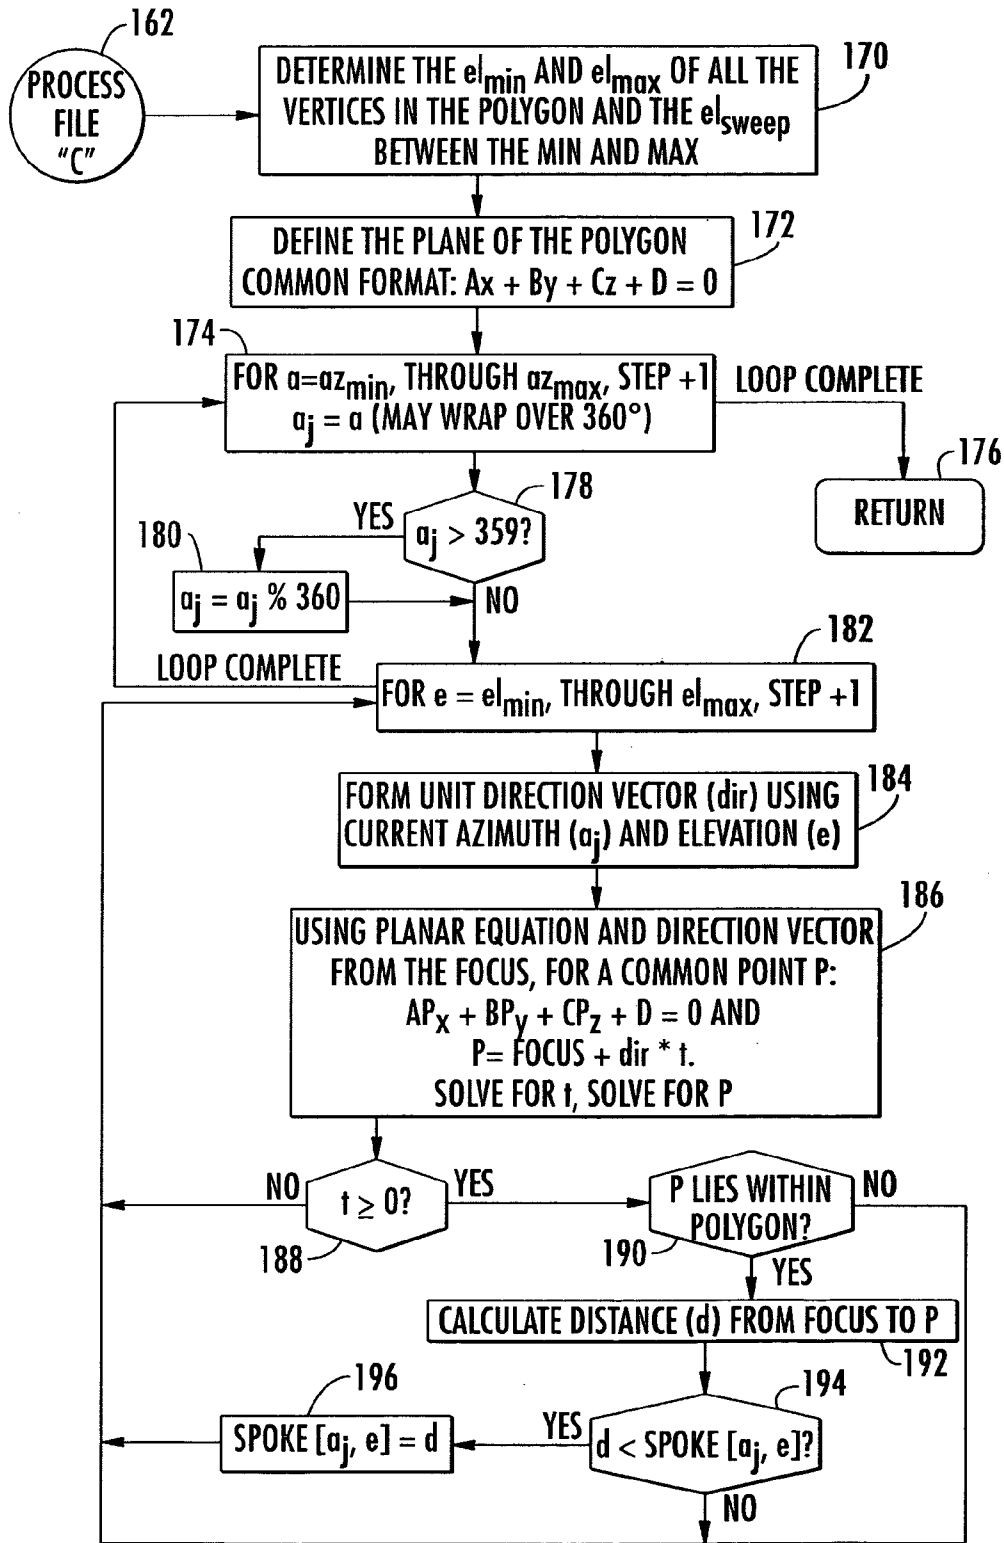 162
PROCESS
FILE
"C"
DETERMINE THE elmin AND elmax OF ALL THE
VERTICES IN THE POLYGON AND THE elsweep
BETWEEN THE MIN AND MAX
170
DEFINE THE PLANE OF THE POLYGON
COMMON FORMAT: Ax + By + Cz + D = 0
172
174
FOR a=azmin, THROUGH azmax, STEP +1
aj = a (MAY WRAP OVER 360°)
LOOP COMPLETE
176
RETURN
178
YES
aj > 359?
180
aj = aj % 360
NO
182
LOOP COMPLETE
FOR e = elmin, THROUGH elmax, STEP +1
184
FORM UNIT DIRECTION VECTOR (dir) USING
CURRENT AZIMUTH (aj) AND ELEVATION (e)
186
USING PLANAR EQUATION AND DIRECTION VECTOR
FROM THE FOCUS, FOR A COMMON POINT P:
APx + BPy + CPz + D = 0 AND
P= FOCUS + dir * t.
SOLVE FOR t, SOLVE FOR P
NO
t ≥ 0?
YES
188
P LIES WITHIN
POLYGON?
NO
190
YES
CALCULATE DISTANCE (d) FROM FOCUS TO P
192
194
196
SPOKE [aj, e] = d
YES
d < SPOKE [aj, e]?
NO